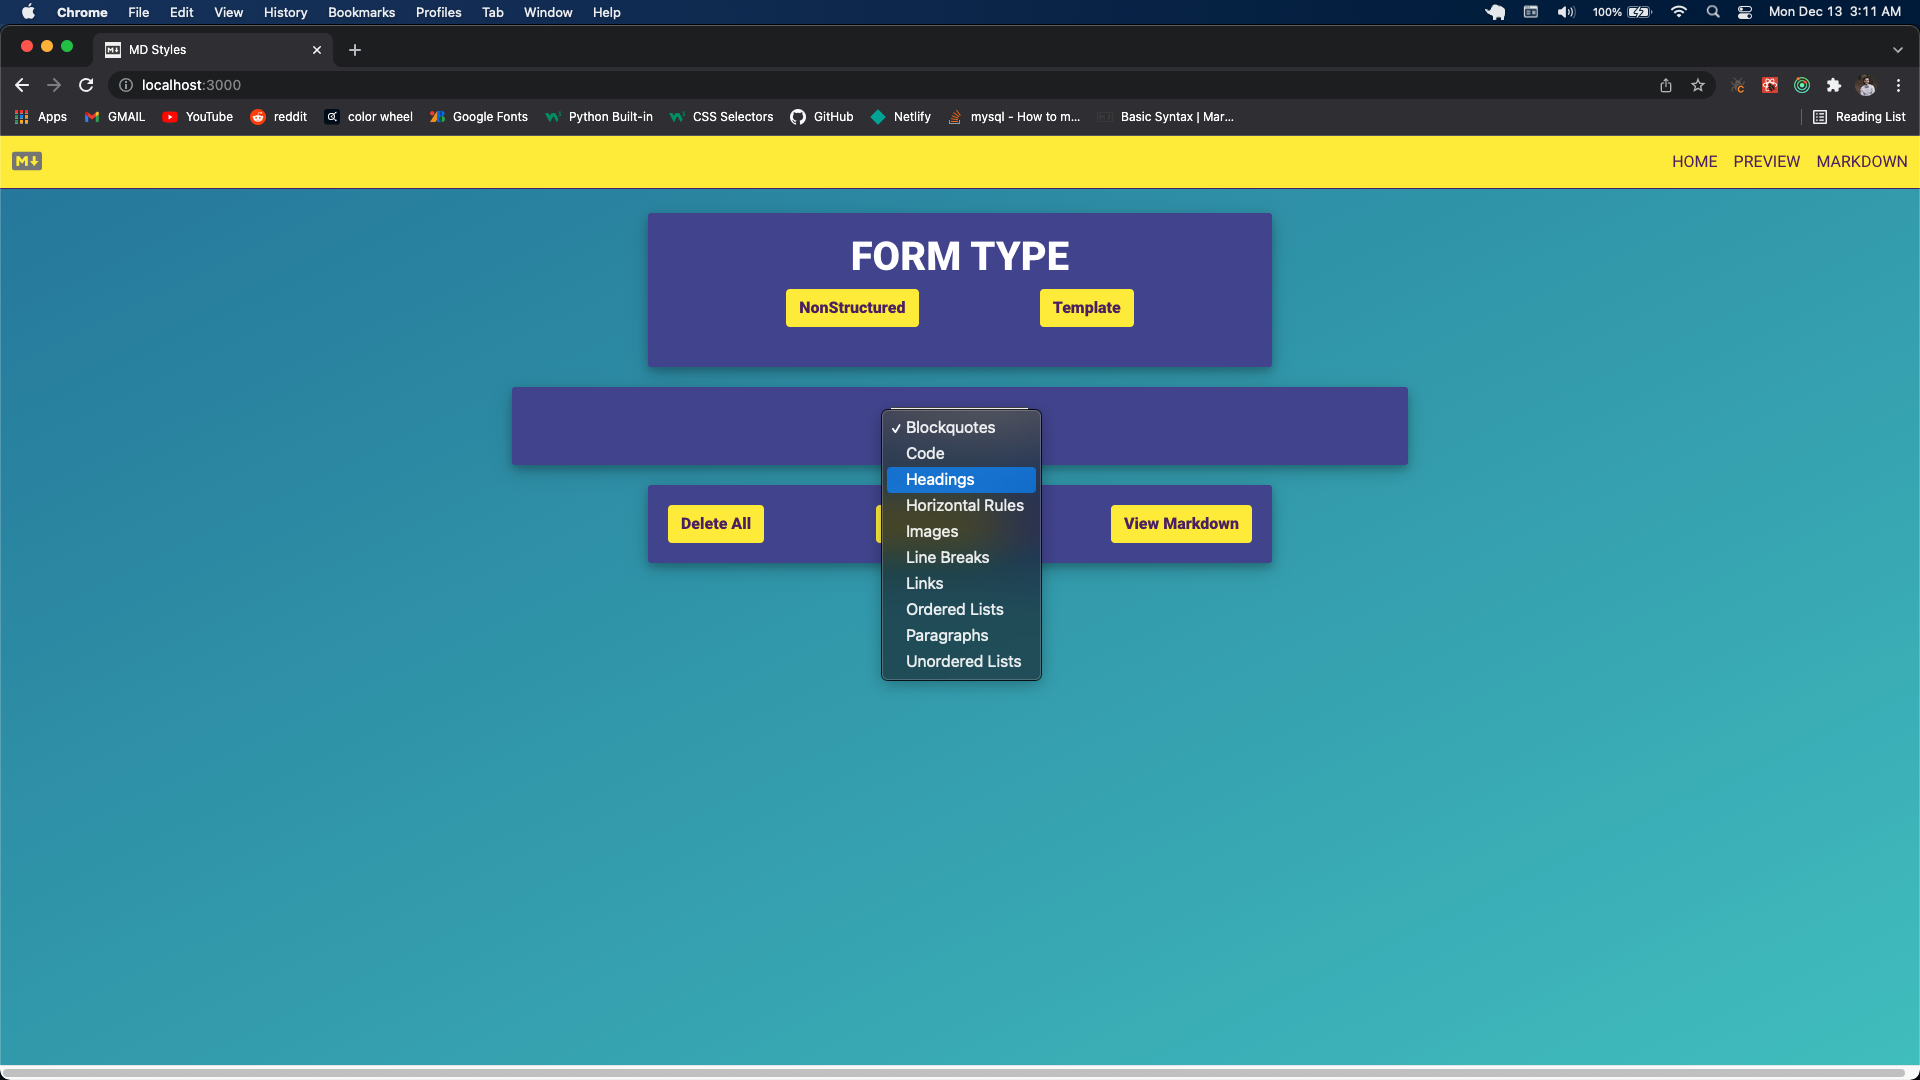 Chrome File Edit View History Bookmarks Profiles Tab Window Help 100% Mon Dec 13 3:11 AM
MD Styles
localhost:3000
Apps GMAIL YouTube reddit color wheel Google Fonts Python Built-in CSS Selectors GitHub Netlify mysql - How to m... Basic Syntax | Mar... Reading List
M HOME PREVIEW MARKDOWN
FORM TYPE
NonStructured Template
✓ Blockquotes
Code
Headings
Horizontal Rules
Images
Line Breaks
Links
Ordered Lists
Paragraphs
Unordered Lists
Delete All View Markdown